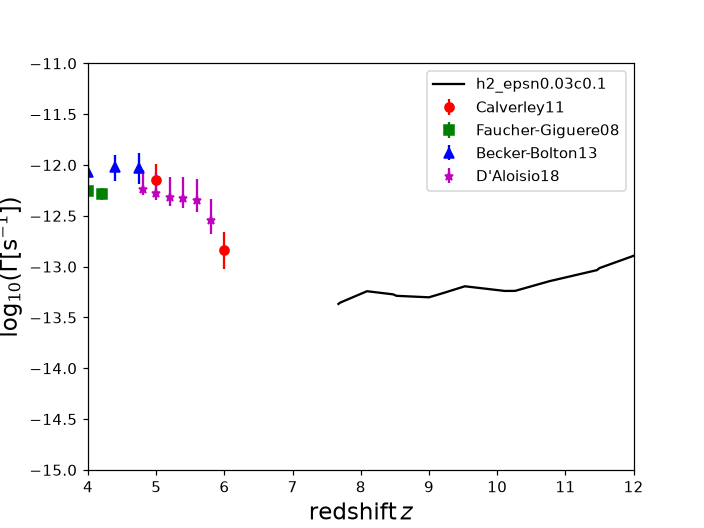 −11.0
−11.5
−12.0
−12.5
−13.0
−13.5
−14.0
−14.5
−15.0
log₁₀(Γ[s⁻¹])
4 5 6 7 8 9 10 11 12
redshift z
h2_epsn0.03c0.1
Calverley11
Faucher-Giguere08
Becker-Bolton13
D'Aloisio18